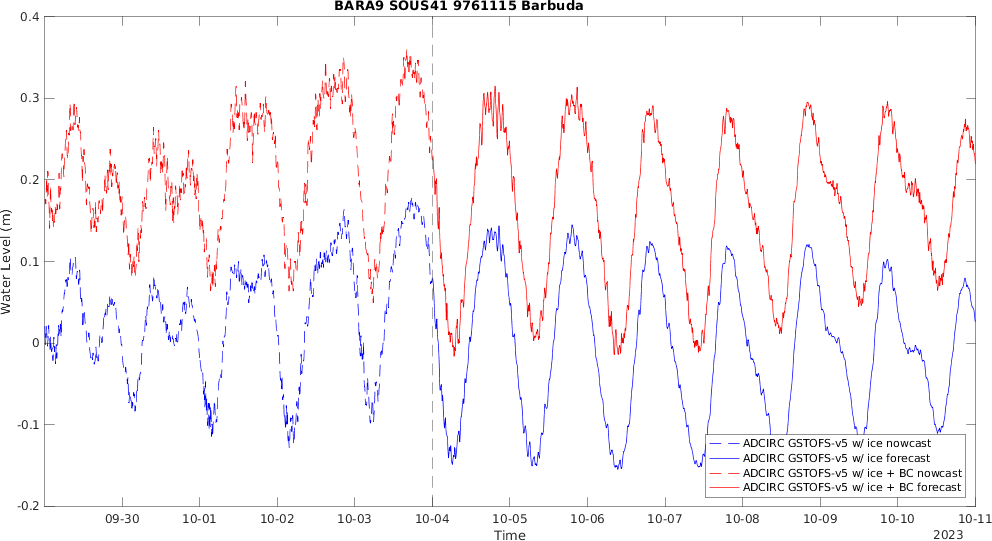 BARA9 SOUS41 9761115 Barbuda
0.4
0.3
0.2
0.1
0
-0.1
-0.2
Water Level (m)
ADCIRC GSTOFS-v5 w/ ice nowcast
ADCIRC GSTOFS-v5 w/ ice forecast
ADCIRC GSTOFS-v5 w/ ice + BC nowcast
ADCIRC GSTOFS-v5 w/ ice + BC forecast
09-30 10-01 10-02 10-03 10-04 10-05 10-06 10-07 10-08 10-09 10-10 10-11
Time
2023